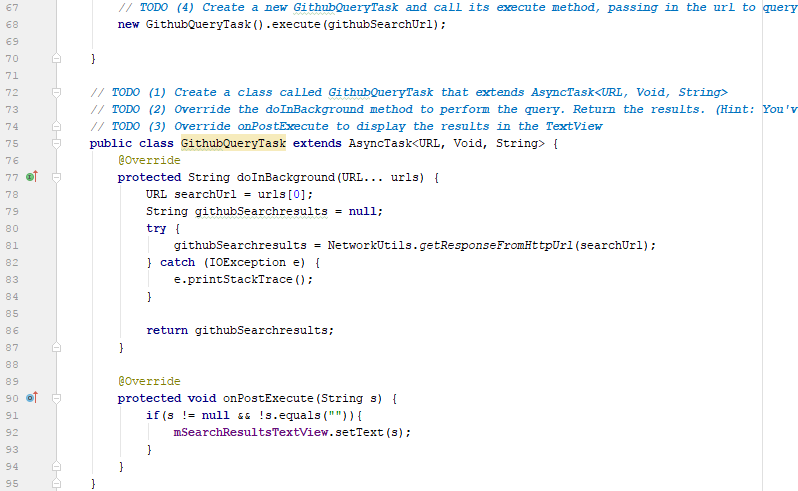 67 // TODO (4) Create a new GithubQueryTask and call its execute method, passing in the url to query
68 new GithubQueryTask().execute(githubSearchUrl);
69
70 }
71
72 // TODO (1) Create a class called GithubQueryTask that extends AsyncTask<URL, Void, String>
73 // TODO (2) Override the doInBackground method to perform the query. Return the results. (Hint: You'v
74 // TODO (3) Override onPostExecute to display the results in the TextView
75 public class GithubQueryTask extends AsyncTask<URL, Void, String> {
76 @Override
77 protected String doInBackground(URL... urls) {
78 URL searchUrl = urls[0];
79 String githubSearchresults = null;
80 try {
81 githubSearchresults = NetworkUtils.getResponseFromHttpUrl(searchUrl);
82 } catch (IOException e) {
83 e.printStackTrace();
84 }
85
86 return githubSearchresults;
87 }
88
89 @Override
90 protected void onPostExecute(String s) {
91 if(s != null && !s.equals("")){
92 mSearchResultsTextView.setText(s);
93 }
94 }
95 }